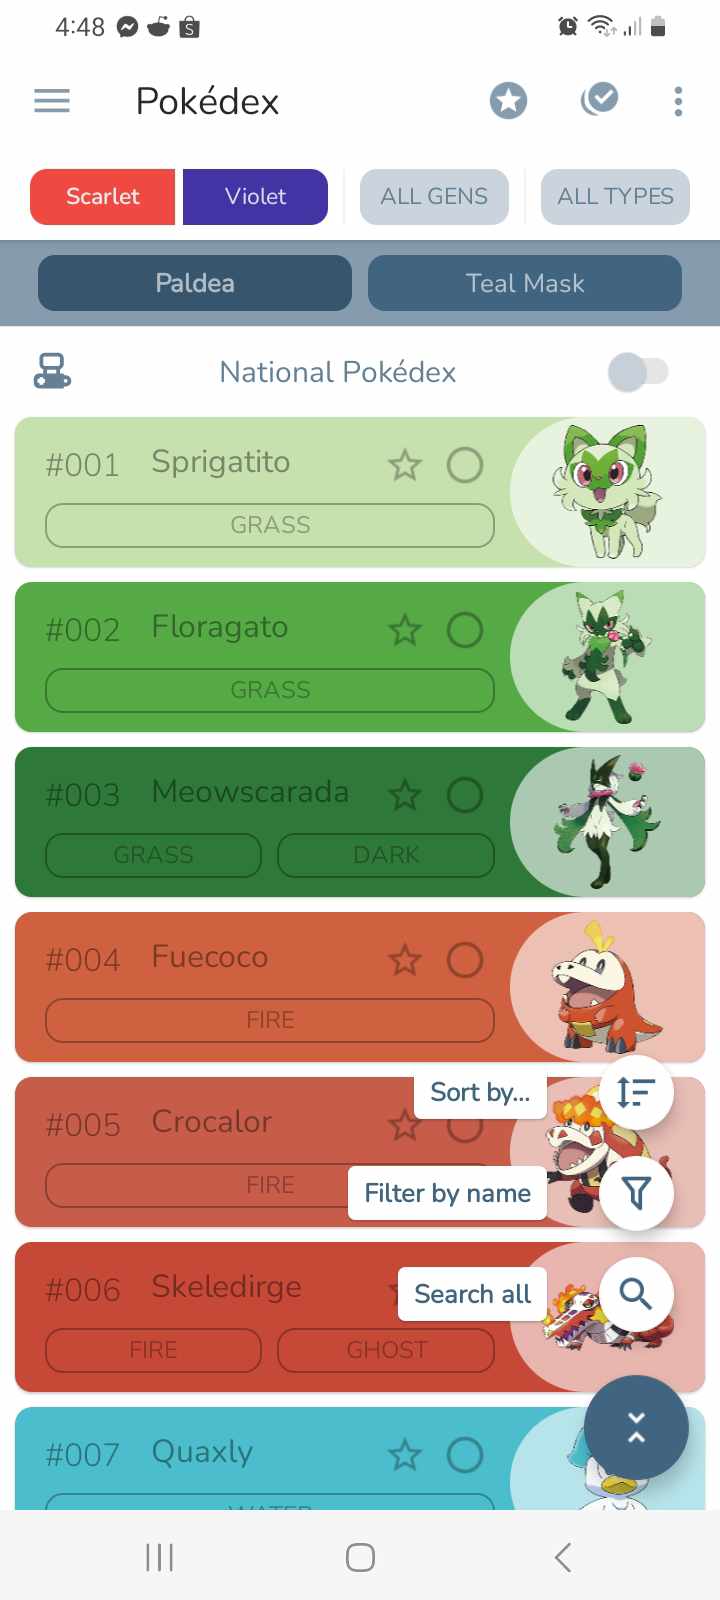 4:48
Pokédex
Scarlet
Violet
ALL GENS
ALL TYPES
Paldea
Teal Mask
National Pokédex
#001 Sprigatito
GRASS
#002 Floragato
GRASS
#003 Meowscarada
GRASS
DARK
#004 Fuecoco
FIRE
Sort by...
#005 Crocalor
FIRE
Filter by name
#006 Skeledirge
Search all
FIRE
GHOST
#007 Quaxly
WATER